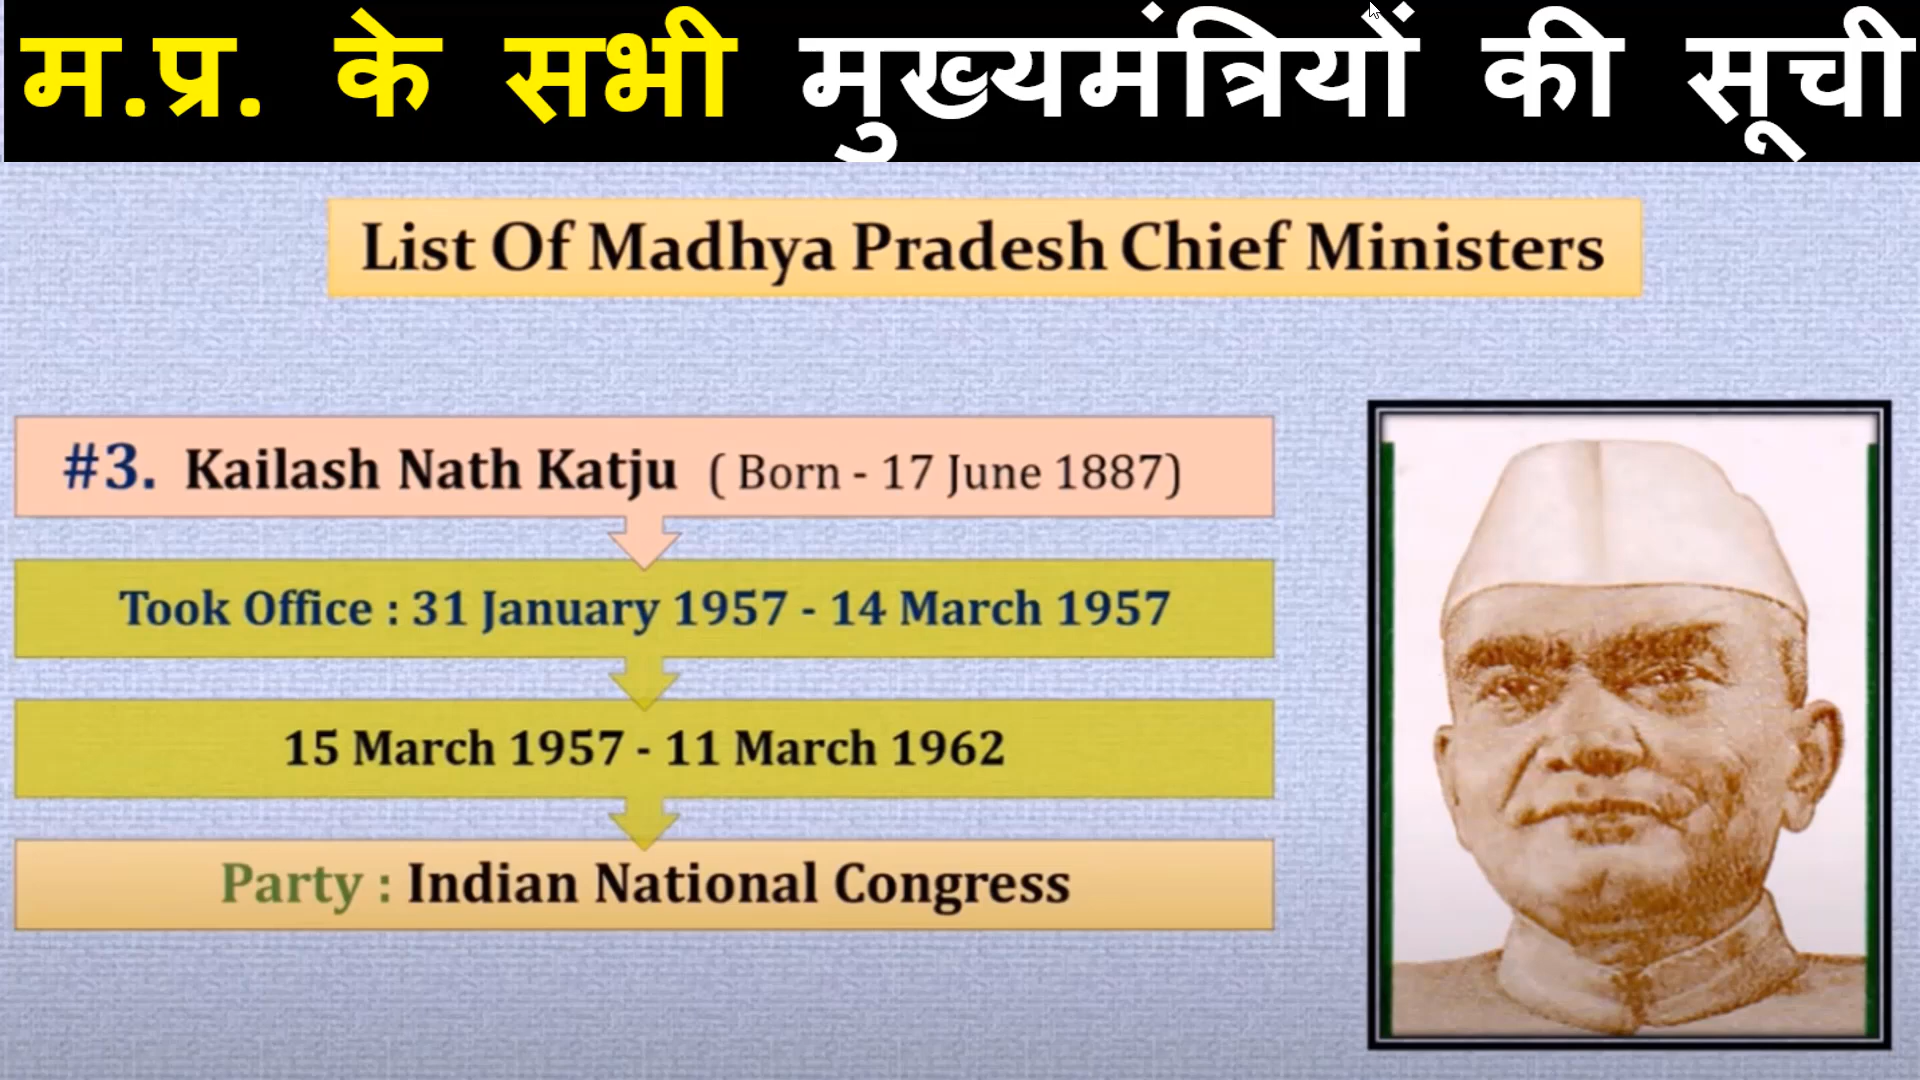 म.प्र. के सभी मुख्यमंत्रियों की सूची
List Of Madhya Pradesh Chief Ministers
#3. Kailash Nath Katju ( Born - 17 June 1887)
Took Office : 31 January 1957 - 14 March 1957
15 March 1957 - 11 March 1962
Party : Indian National Congress